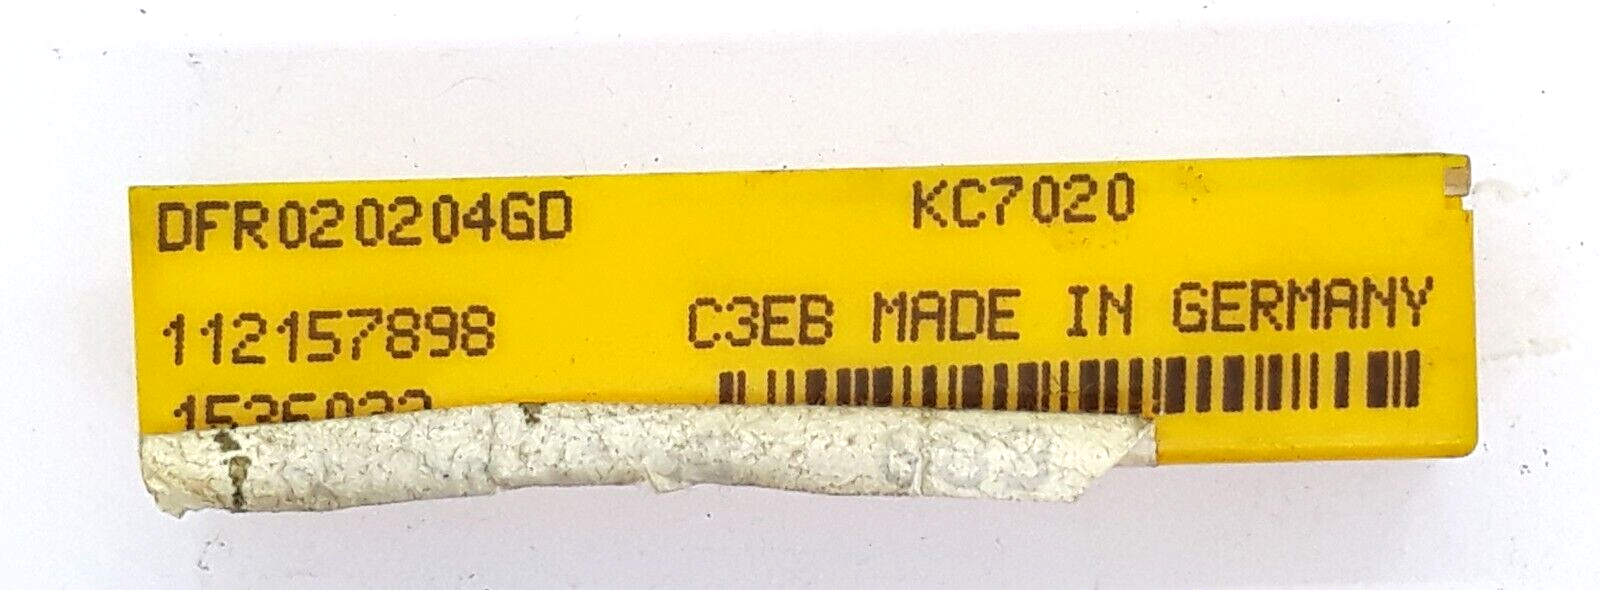 DFR020204GD KC7020
112157898 C3EB MADE IN GERMANY